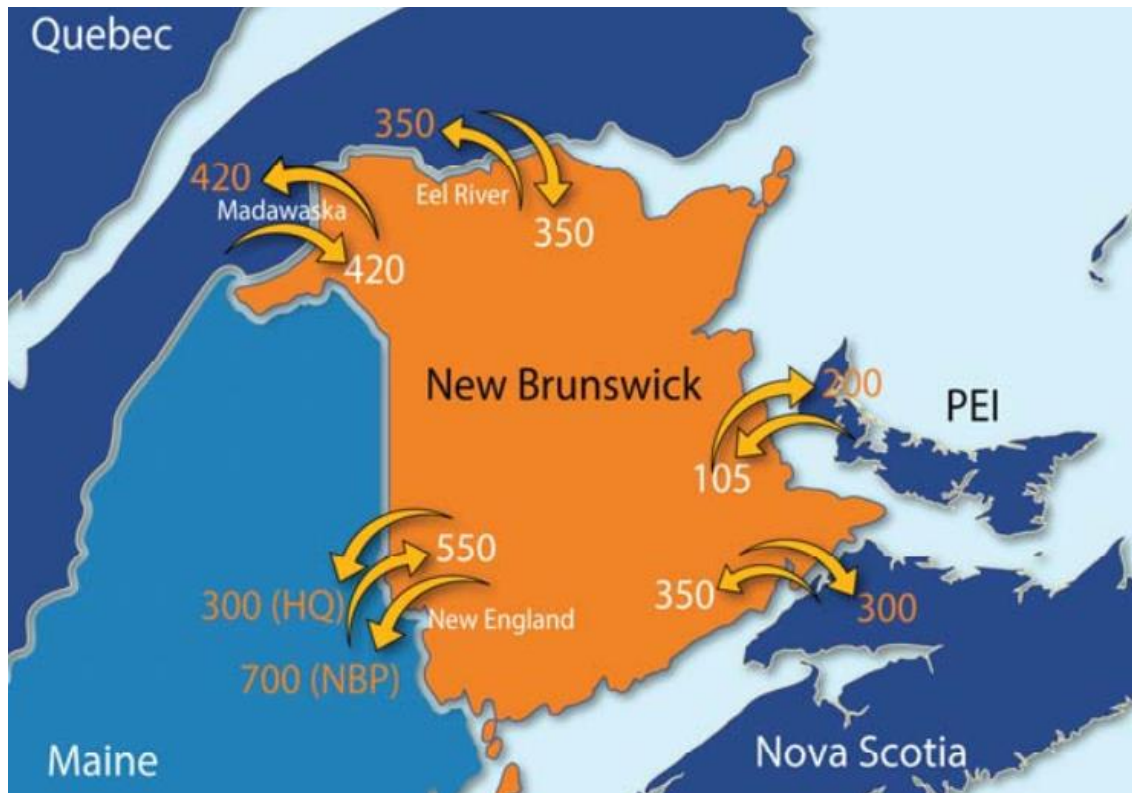 Quebec
350
420
Madawaska
Eel River
350
420
New Brunswick
200
PEI
105
550
300 (HQ)
New England
350
300
700 (NBP)
Maine
Nova Scotia